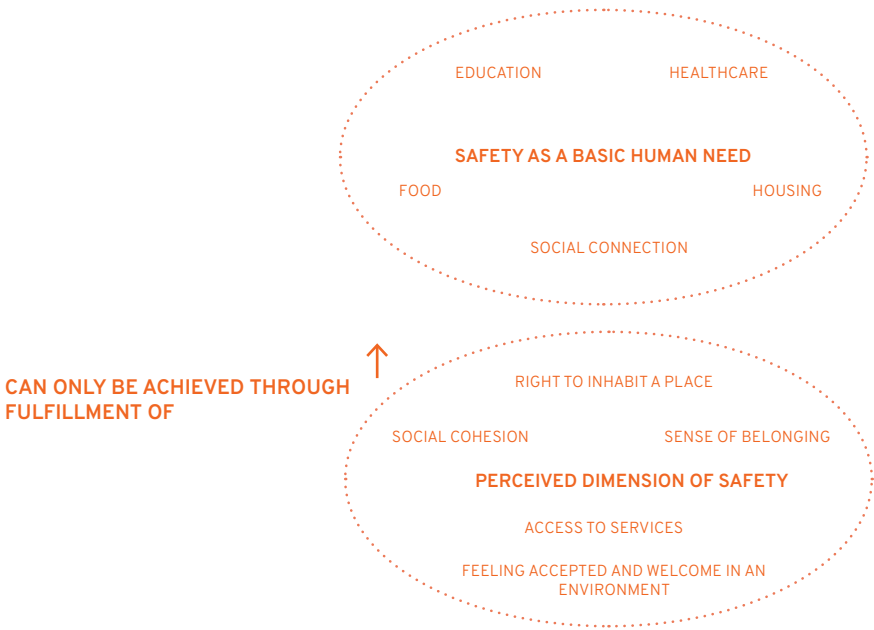 EDUCATION
HEALTHCARE
SAFETY AS A BASIC HUMAN NEED
FOOD
HOUSING
SOCIAL CONNECTION
CAN ONLY BE ACHIEVED THROUGH
FULFILLMENT OF
RIGHT TO INHABIT A PLACE
SOCIAL COHESION
SENSE OF BELONGING
PERCEIVED DIMENSION OF SAFETY
ACCESS TO SERVICES
FEELING ACCEPTED AND WELCOME IN AN
ENVIRONMENT